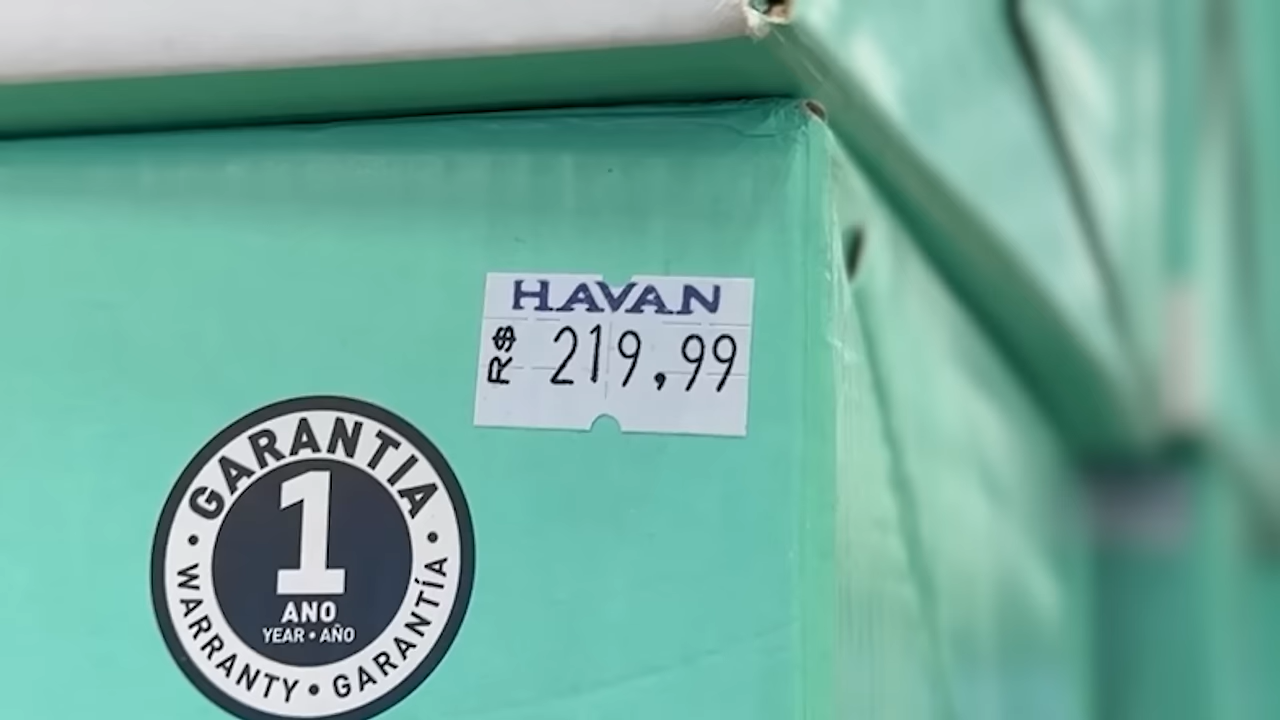 HAVAN
R$ 219,99
GARANTIA
1
ANO
YEAR • AÑO
• WARRANTY • GARANTÍA •